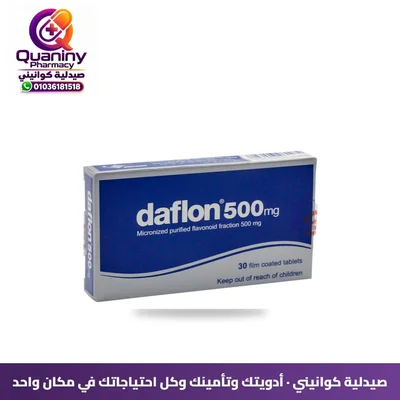 Quaniny
Pharmacy
صيدلية كوانيني
01036181518
daflon® 500mg
Micronized purified flavonoid fraction 500 mg
30 film coated tablets
Keep out of reach of children
daflon®
500mg
صيدلية كوانيني - أدويتك وتأمينك وكل احتياجاتك في مكان واحد